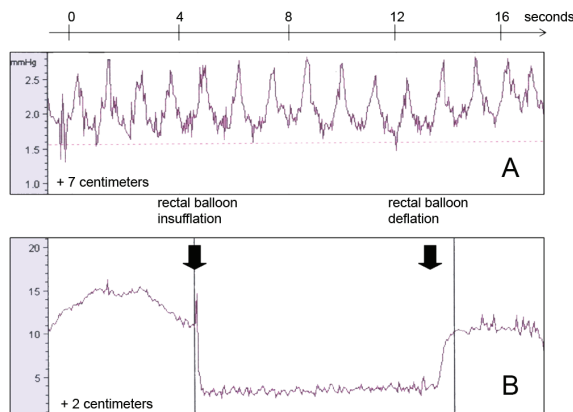 0 4 8 12 16 seconds
mmHg
2.5
2.0
1.5
1.0
+ 7 centimeters
A
rectal balloon
insufflation
rectal balloon
deflation
20
15
10
5
+ 2 centimeters
B